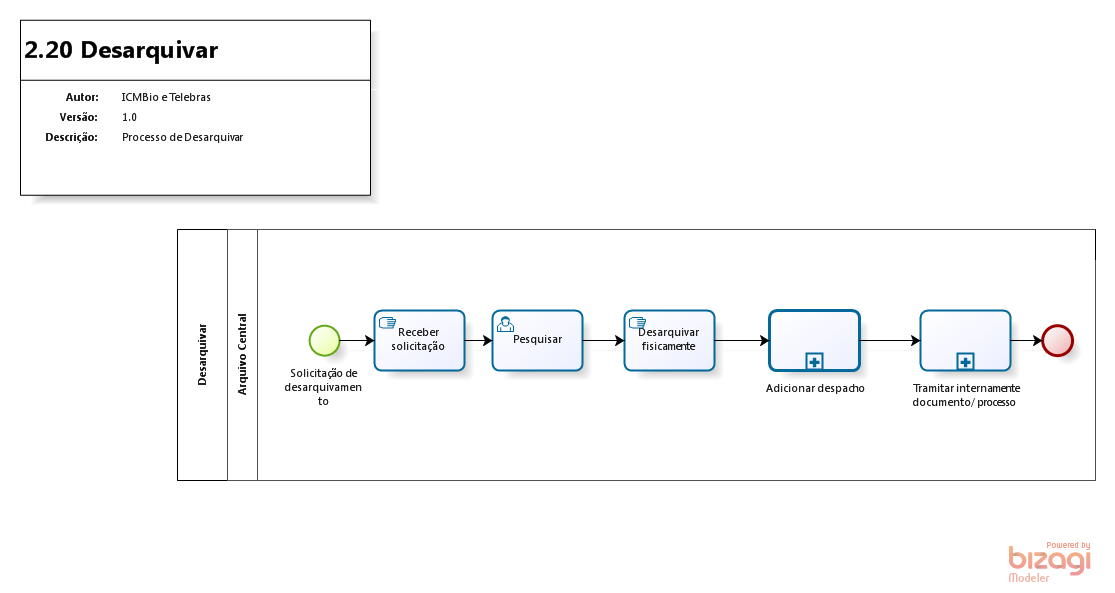 2.20 Desarquivar
Autor: ICMBio e Telebras
Versão: 1.0
Descrição: Processo de Desarquivar
Desarquivar
Arquivo Central
Solicitação de
desarquivamen
to
Receber
solicitação
Pesquisar
Desarquivar
fisicamente
Adicionar despacho
Tramitar internamente
documento/ processo
Powered by
bizagi
Modeler